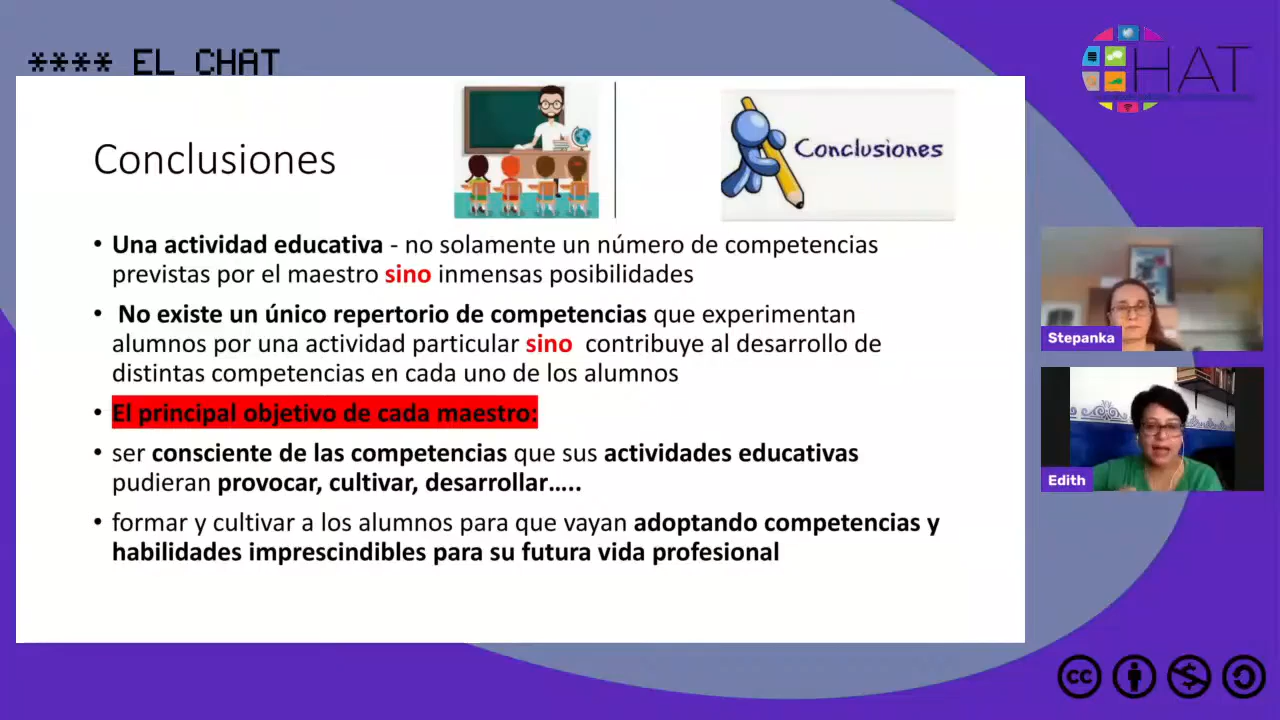 **** EL CHAT
HAT
Conclusiones
Conclusiones
• Una actividad educativa - no solamente un número de competencias
previstas por el maestro sino inmensas posibilidades
• No existe un único repertorio de competencias que experimentan
alumnos por una actividad particular sino contribuye al desarrollo de
distintas competencias en cada uno de los alumnos
• El principal objetivo de cada maestro:
• ser consciente de las competencias que sus actividades educativas
pudieran provocar, cultivar, desarrollar…..
• formar y cultivar a los alumnos para que vayan adoptando competencias y
habilidades imprescindibles para su futura vida profesional
Stepanka
Edith
cc